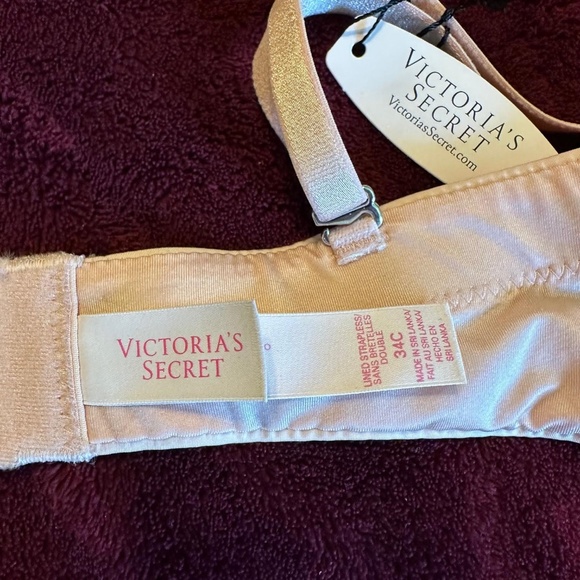 VICTORIA'S
SECRET
VictoriasSecret.com
VICTORIA'S
SECRET
LINED STRAPLESS/
SANS BRETELLES
DOUBLÉ
34C
MADE IN SRI LANKA/
FAIT AU SRI LANKA/
HECHO EN
SRI LANKA